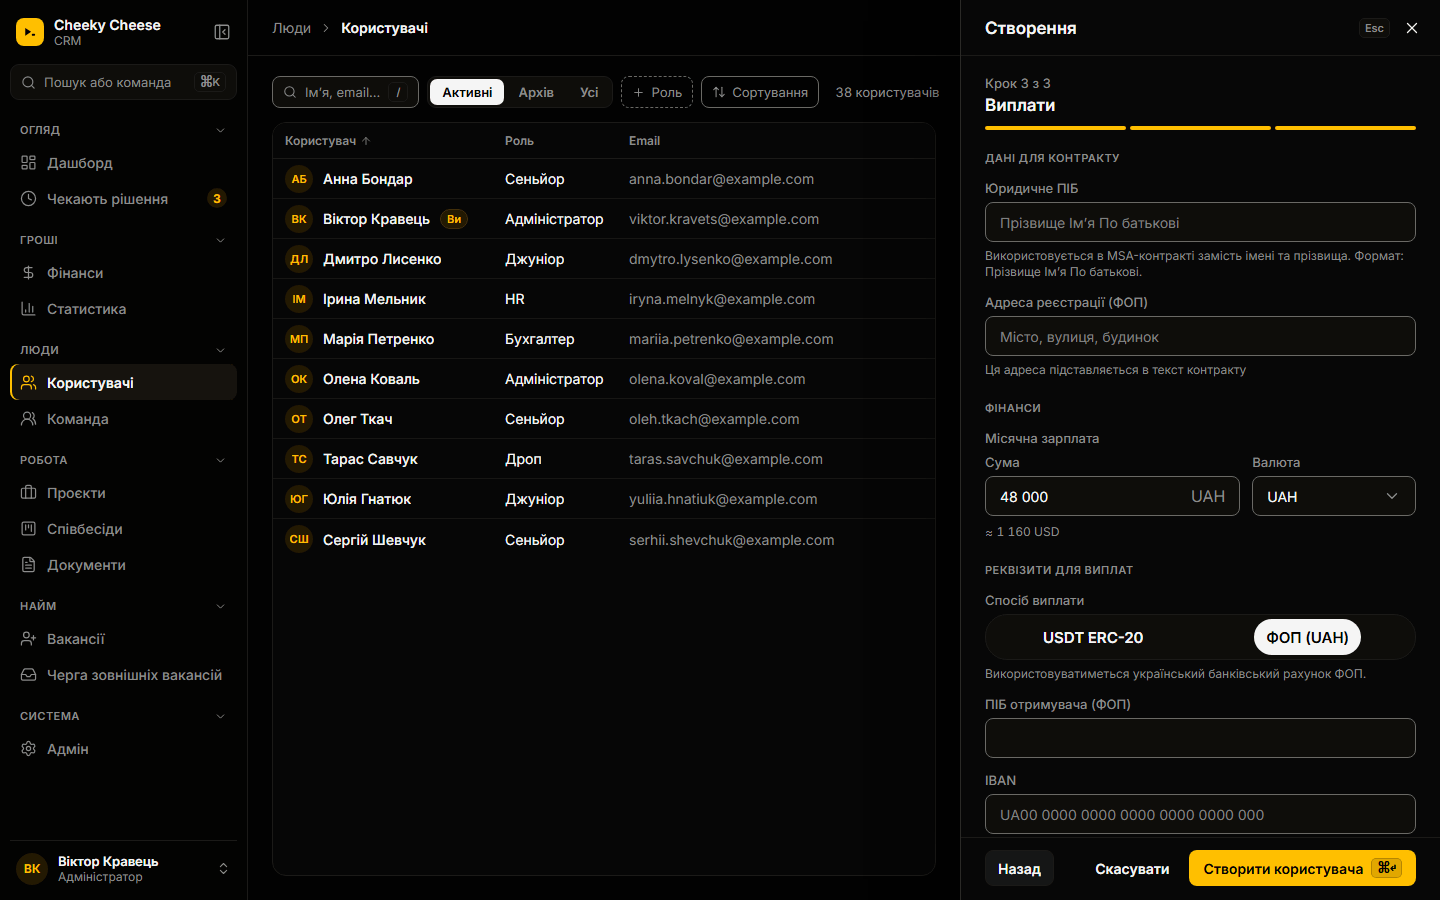 Cheeky Cheese
CRM
Пошук або команда ⌘K
ОГЛЯД
Дашборд
Чекають рішення 3
ГРОШІ
Фінанси
Статистика
ЛЮДИ
Користувачі
Команда
РОБОТА
Проєкти
Співбесіди
Документи
НАЙМ
Вакансії
Черга зовнішніх вакансій
СИСТЕМА
Адмін
ВК Віктор Кравець
Адміністратор
Люди > Користувачі
Ім'я, email... / Активні Архів Усі + Роль Сортування 38 користувачів
Користувач ↑ Роль Email
АБ Анна Бондар Сеньйор anna.bondar@example.com
ВК Віктор Кравець Ви Адміністратор viktor.kravets@example.com
ДЛ Дмитро Лисенко Джуніор dmytro.lysenko@example.com
ІМ Ірина Мельник HR iryna.melnyk@example.com
МП Марія Петренко Бухгалтер mariia.petrenko@example.com
ОК Олена Коваль Адміністратор olena.koval@example.com
ОТ Олег Ткач Сеньйор oleh.tkach@example.com
ТС Тарас Савчук Дроп taras.savchuk@example.com
ЮГ Юлія Гнатюк Джуніор yuliia.hnatiuk@example.com
СШ Сергій Шевчук Сеньйор serhii.shevchuk@example.com
Створення Esc
Крок 3 з 3
Виплати
ДАНІ ДЛЯ КОНТРАКТУ
Юридичне ПІБ
Прізвище Ім'я По батькові
Використовується в MSA-контракті замість імені та прізвища. Формат:
Прізвище Ім'я По батькові.
Адреса реєстрації (ФОП)
Місто, вулиця, будинок
Ця адреса підставляється в текст контракту
ФІНАНСИ
Місячна зарплата
Сума Валюта
48 000 UAH UAH
≈ 1 160 USD
РЕКВІЗИТИ ДЛЯ ВИПЛАТ
Спосіб виплати
USDT ERC-20 ФОП (UAH)
Використовуватиметься український банківський рахунок ФОП.
ПІБ отримувача (ФОП)
IBAN
UA00 0000 0000 0000 0000 0000 000
Назад Скасувати Створити користувача ⌘↵